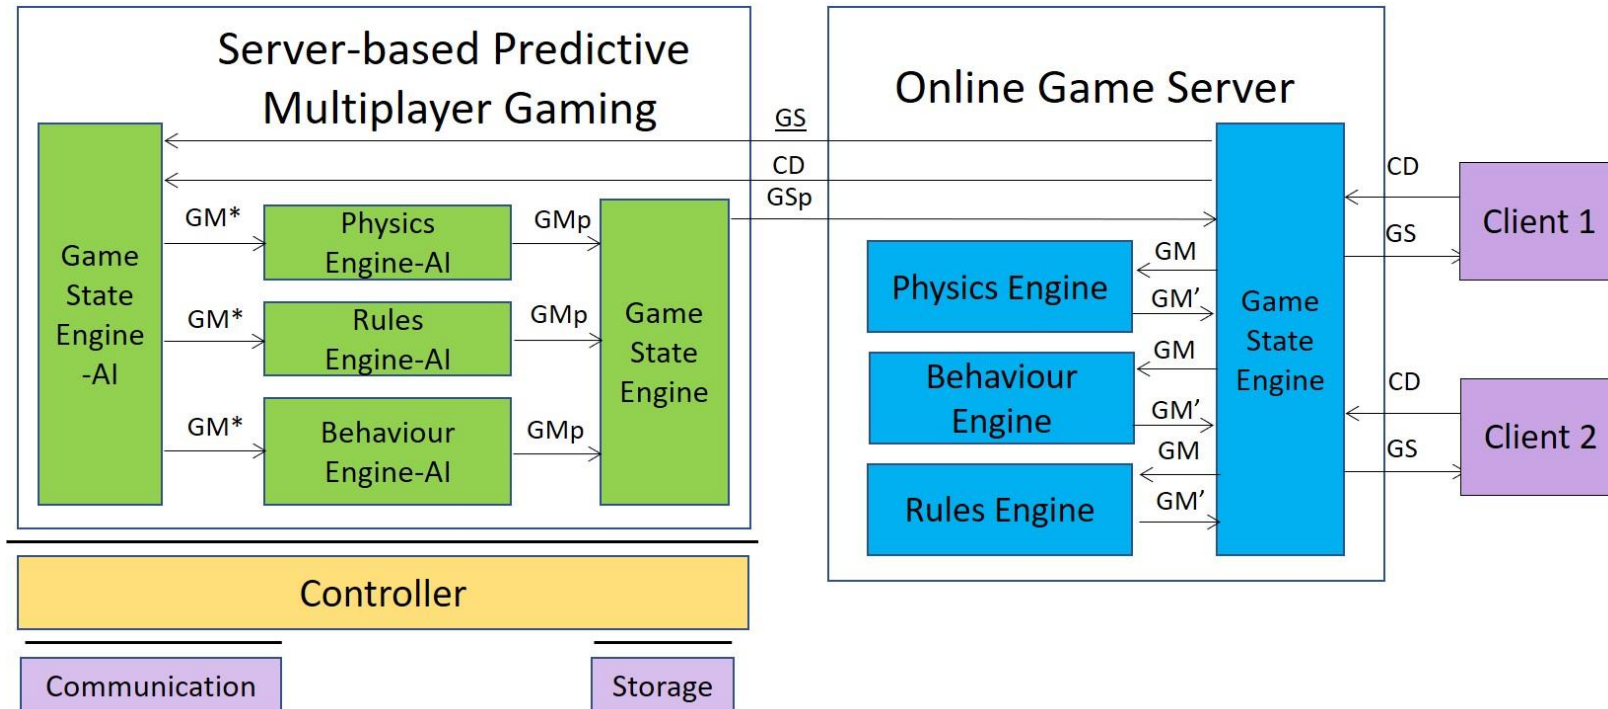 Server-based Predictive
Multiplayer Gaming
Online Game Server
GS
CD
GSp
Game
State
Engine
-AI
GM*
Physics
Engine-AI
GMp
GM*
Rules
Engine-AI
GMp
GM*
Behaviour
Engine-AI
GMp
Game
State
Engine
Physics Engine
GM
GM’
Behaviour
Engine
GM
GM’
Rules Engine
GM
GM’
Game
State
Engine
CD
GS
Client 1
CD
GS
Client 2
Controller
Communication
Storage